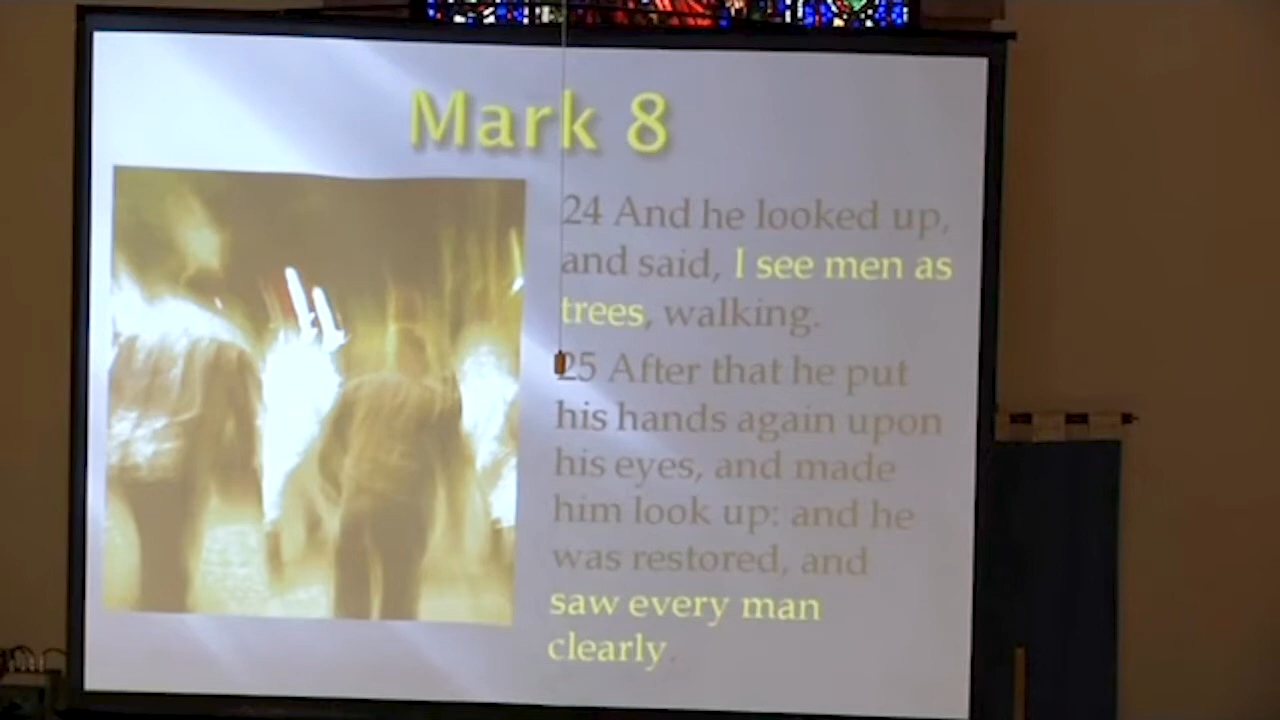 Mark 8
24 And he looked up,
and said, I see men as
trees, walking.
25 After that he put
his hands again upon
his eyes, and made
him look up: and he
was restored, and
saw every man
clearly.